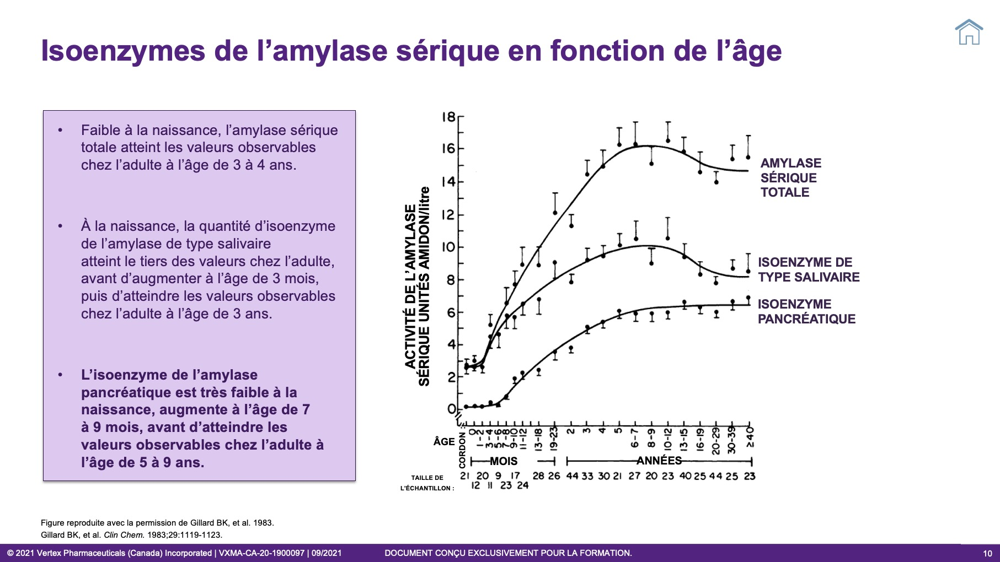 Isoenzymes de l’amylase sérique en fonction de l’âge
• Faible à la naissance, l’amylase sérique
totale atteint les valeurs observables
chez l’adulte à l’âge de 3 à 4 ans.
• À la naissance, la quantité d’isoenzyme
de l’amylase de type salivaire
atteint le tiers des valeurs chez l’adulte,
avant d’augmenter à l’âge de 3 mois,
puis d’atteindre les valeurs observables
chez l’adulte à l’âge de 3 ans.
• L’isoenzyme de l’amylase
pancréatique est très faible à la
naissance, augmente à l’âge de 7
à 9 mois, avant d’atteindre les
valeurs observables chez l’adulte à
l’âge de 5 à 9 ans.
ACTIVITÉ DE L’AMYLASE
SÉRIQUE UNITÉS AMIDON/litre
18
16
14
12
10
8
6
4
2
0
AMYLASE
SÉRIQUE
TOTALE
ISOENZYME DE
TYPE SALIVAIRE
ISOENZYME
PANCRÉATIQUE
ÂGE
CORDON :
0
1-2
3-4
5-6
7-8
9-10
11-12
13-18
19-23
2
3
4
5
6-7
8-9
10-12
13-15
16-19
20-29
30-39
≥40
MOIS
ANNÉES
TAILLE DE
L’ÉCHANTILLON :
21 20 9 17 28 26 44 33 30 21 27 20 23 40 25 44 25 23
12 11 23 24
Figure reproduite avec la permission de Gillard BK, et al. 1983.
Gillard BK, et al. Clin Chem. 1983;29:1119-1123.
© 2021 Vertex Pharmaceuticals (Canada) Incorporated | VXMA-CA-20-1900097 | 09/2021
DOCUMENT CONÇU EXCLUSIVEMENT POUR LA FORMATION.
10